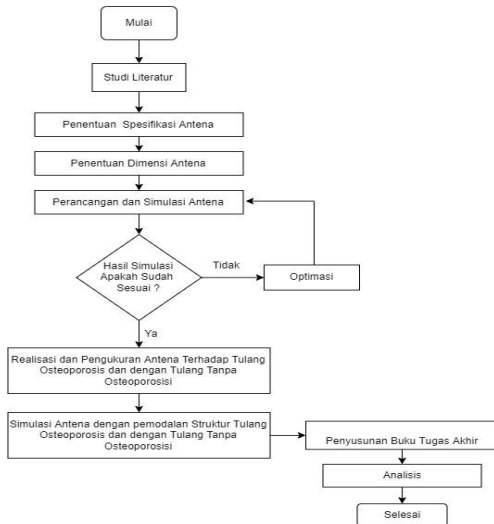 Mulai
Studi Literatur
Penentuan Spesifikasi Antena
Penentuan Dimensi Antena
Perancangan dan Simulasi Antena
Hasil Simulasi
Apakah Sudah
Sesuai ?
Tidak
Optimasi
Ya
Realisasi dan Pengukuran Antena Terhadap Tulang
Osteoporosis dan dengan Tulang Tanpa
Osteoporosisi
Simulasi Antena dengan pemodalan Struktur Tulang
Osteoporosis dan dengan Tulang Tanpa
Osteoporosisi
Penyusunan Buku Tugas Akhir
Analisis
Selesai